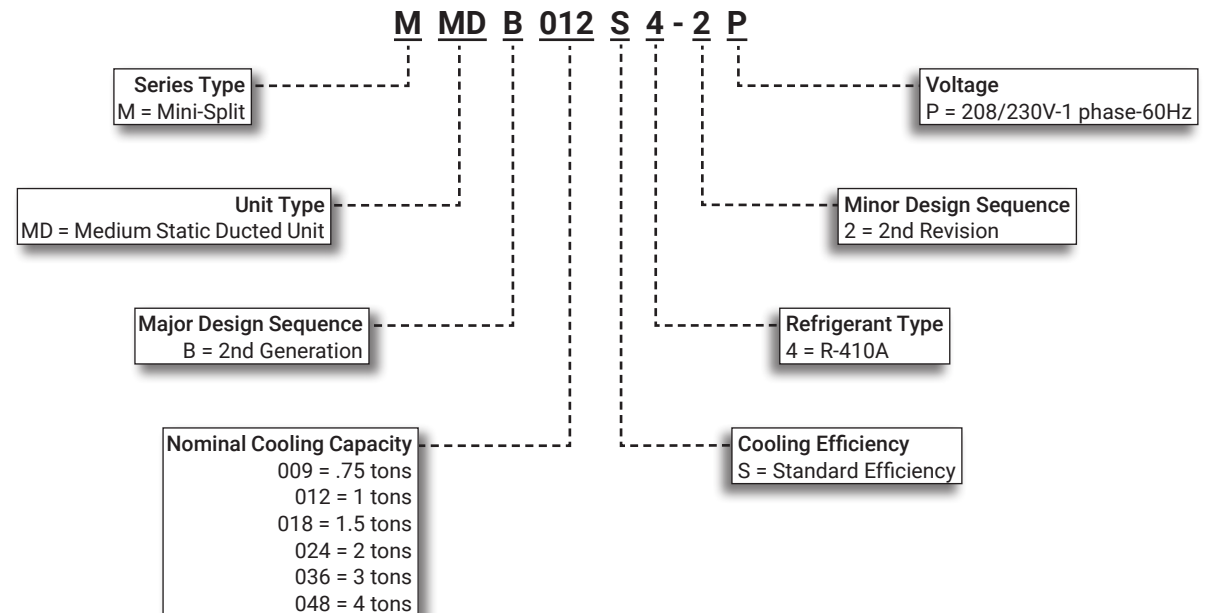 M MD B 012 S 4 - 2 P
Series Type
M = Mini-Split
Voltage
P = 208/230V-1 phase-60Hz
Unit Type
MD = Medium Static Ducted Unit
Minor Design Sequence
2 = 2nd Revision
Major Design Sequence
B = 2nd Generation
Refrigerant Type
4 = R-410A
Nominal Cooling Capacity
009 = .75 tons
012 = 1 tons
018 = 1.5 tons
024 = 2 tons
036 = 3 tons
048 = 4 tons
Cooling Efficiency
S = Standard Efficiency